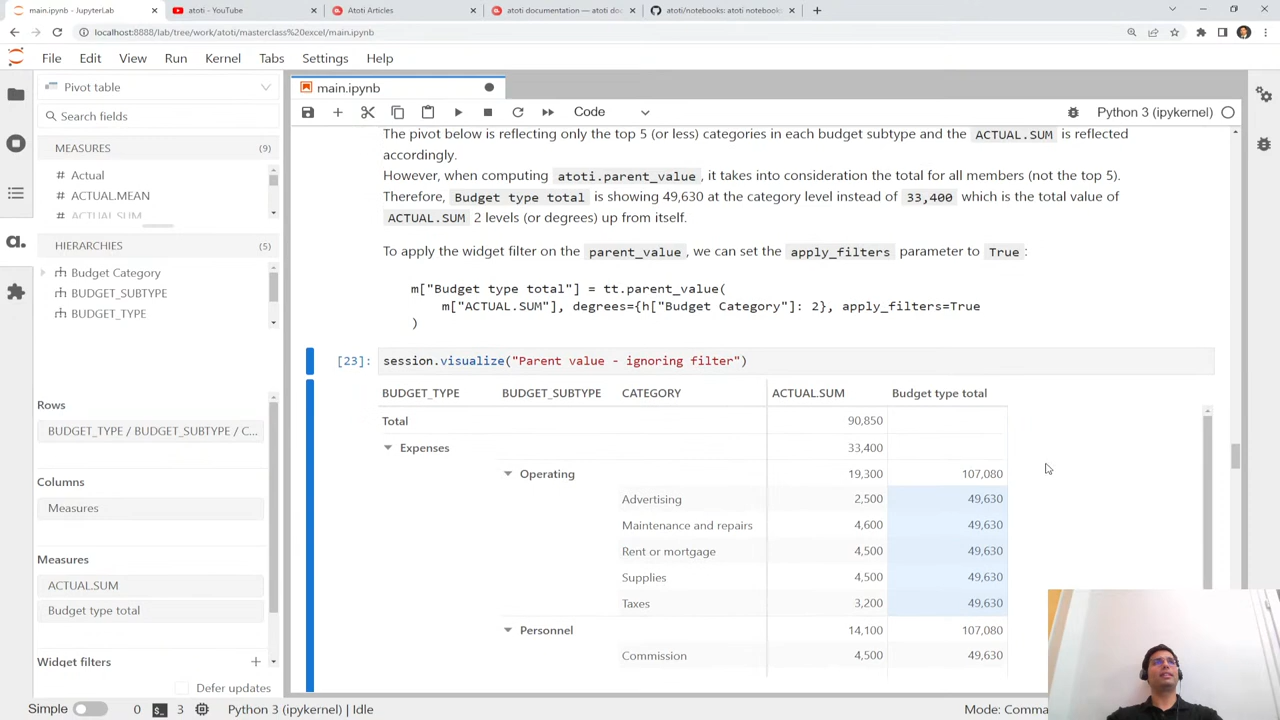 main.ipynb - JupyterLab
atoti - YouTube
Atoti Articles
atoti documentation — atoti doc
atoti/notebooks: atoti notebook
localhost:8888/lab/tree/work/atoti/masterclass%20excel/main.ipynb
File Edit View Run Kernel Tabs Settings Help
Pivot table
Search fields
MEASURES (9)
# Actual
# ACTUAL.MEAN
# ACTUAL.SUM
HIERARCHIES (5)
Budget Category
BUDGET_SUBTYPE
BUDGET_TYPE
Rows
BUDGET_TYPE / BUDGET_SUBTYPE / C...
Columns
Measures
Measures
ACTUAL.SUM
Budget type total
Widget filters
Defer updates
main.ipynb
Code
Python 3 (ipykernel)
The pivot below is reflecting only the top 5 (or less) categories in each budget subtype and the ACTUAL.SUM is reflected
accordingly.
However, when computing atoti.parent_value, it takes into consideration the total for all members (not the top 5).
Therefore, Budget type total is showing 49,630 at the category level instead of 33,400 which is the total value of
ACTUAL.SUM 2 levels (or degrees) up from itself.
To apply the widget filter on the parent_value, we can set the apply_filters parameter to True:
m["Budget type total"] = tt.parent_value(
m["ACTUAL.SUM"], degrees={h["Budget Category"]: 2}, apply_filters=True
)
[23]: session.visualize("Parent value - ignoring filter")
BUDGET_TYPE BUDGET_SUBTYPE CATEGORY ACTUAL.SUM Budget type total
Total 90,850
Expenses 33,400
Operating 19,300 107,080
Advertising 2,500 49,630
Maintenance and repairs 4,600 49,630
Rent or mortgage 4,500 49,630
Supplies 4,500 49,630
Taxes 3,200 49,630
Personnel 14,100 107,080
Commission 4,500 49,630
Simple 0 3 Python 3 (ipykernel) | Idle
Mode: Comma